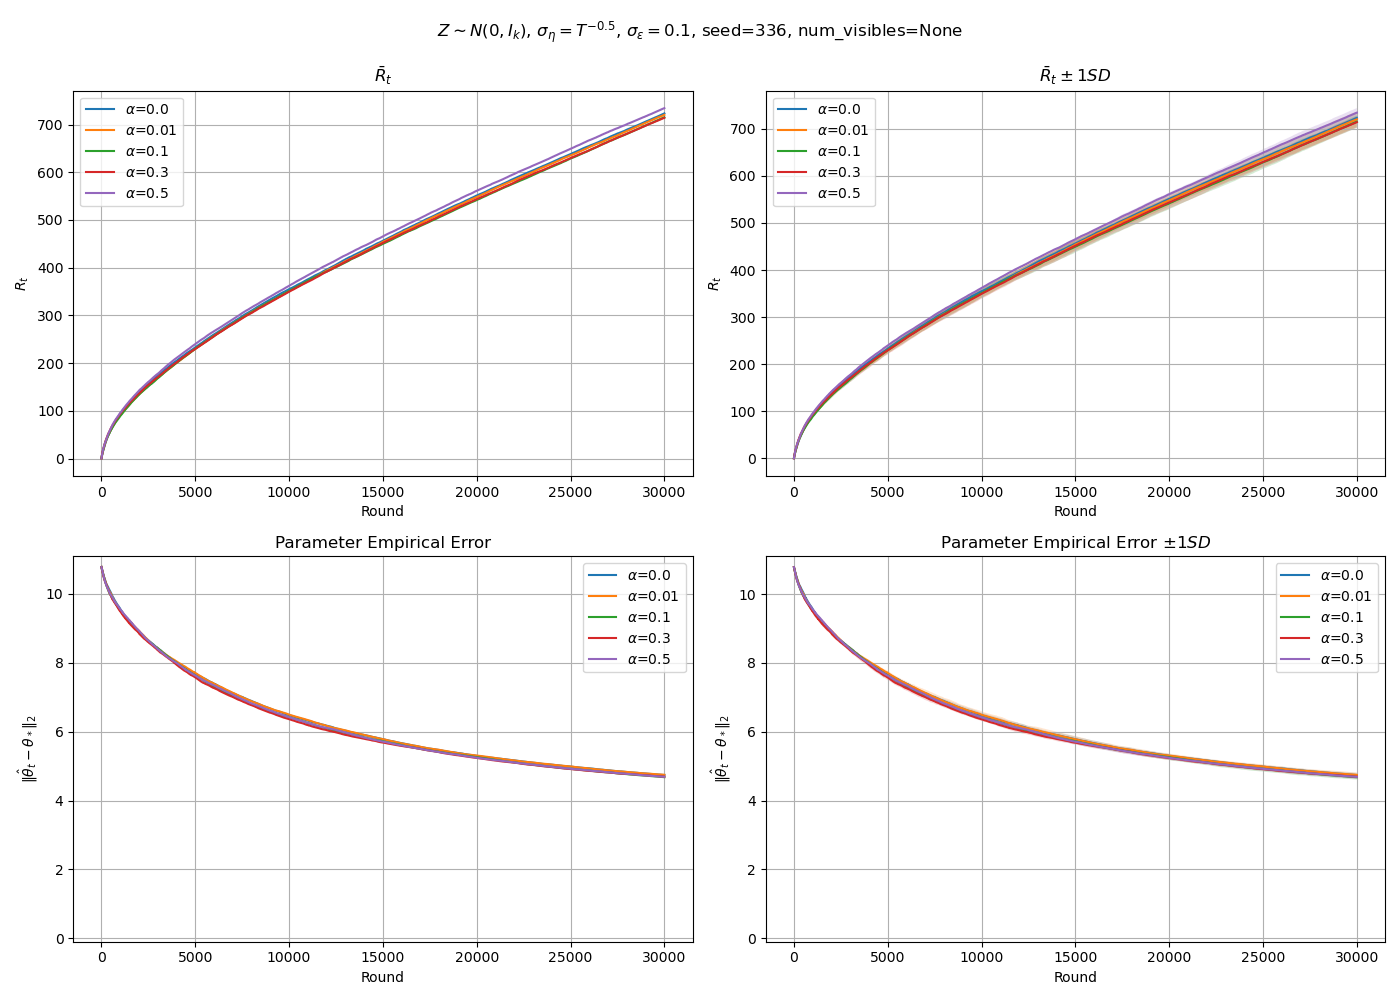 Z ∼ N(0, I_k), σ_η = T^{−0.5}, σ_ε = 0.1, seed=336, num_visibles=None
R̄_t
R_t
700
600
500
400
300
200
100
0
0 5000 10000 15000 20000 25000 30000
Round
α=0.0
α=0.01
α=0.1
α=0.3
α=0.5
R̄_t ± 1SD
R_t
700
600
500
400
300
200
100
0
0 5000 10000 15000 20000 25000 30000
Round
α=0.0
α=0.01
α=0.1
α=0.3
α=0.5
Parameter Empirical Error
‖θ̂_t − θ_*‖_2
10
8
6
4
2
0
0 5000 10000 15000 20000 25000 30000
Round
α=0.0
α=0.01
α=0.1
α=0.3
α=0.5
Parameter Empirical Error ±1SD
‖θ̂_t − θ_*‖_2
10
8
6
4
2
0
0 5000 10000 15000 20000 25000 30000
Round
α=0.0
α=0.01
α=0.1
α=0.3
α=0.5